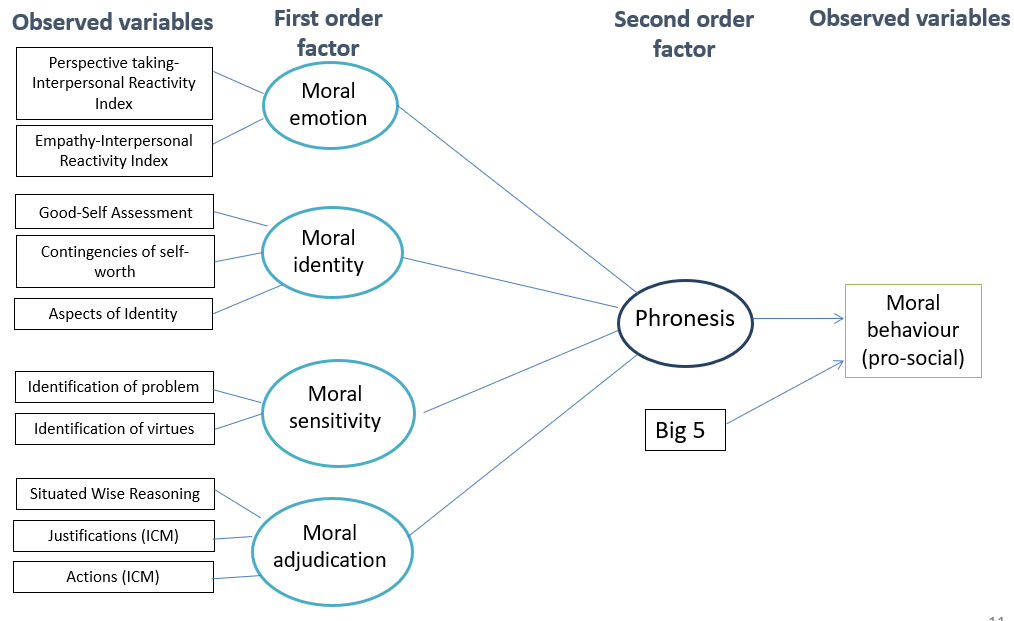 Observed variables
First order
factor
Second order
factor
Observed variables
Perspective taking-
Interpersonal Reactivity
Index
Empathy-Interpersonal
Reactivity Index
Moral
emotion
Good-Self Assessment
Contingencies of self-
worth
Aspects of Identity
Moral
identity
Identification of problem
Identification of virtues
Moral
sensitivity
Situated Wise Reasoning
Justifications (ICM)
Actions (ICM)
Moral
adjudication
Phronesis
Big 5
Moral
behaviour
(pro-social)
11